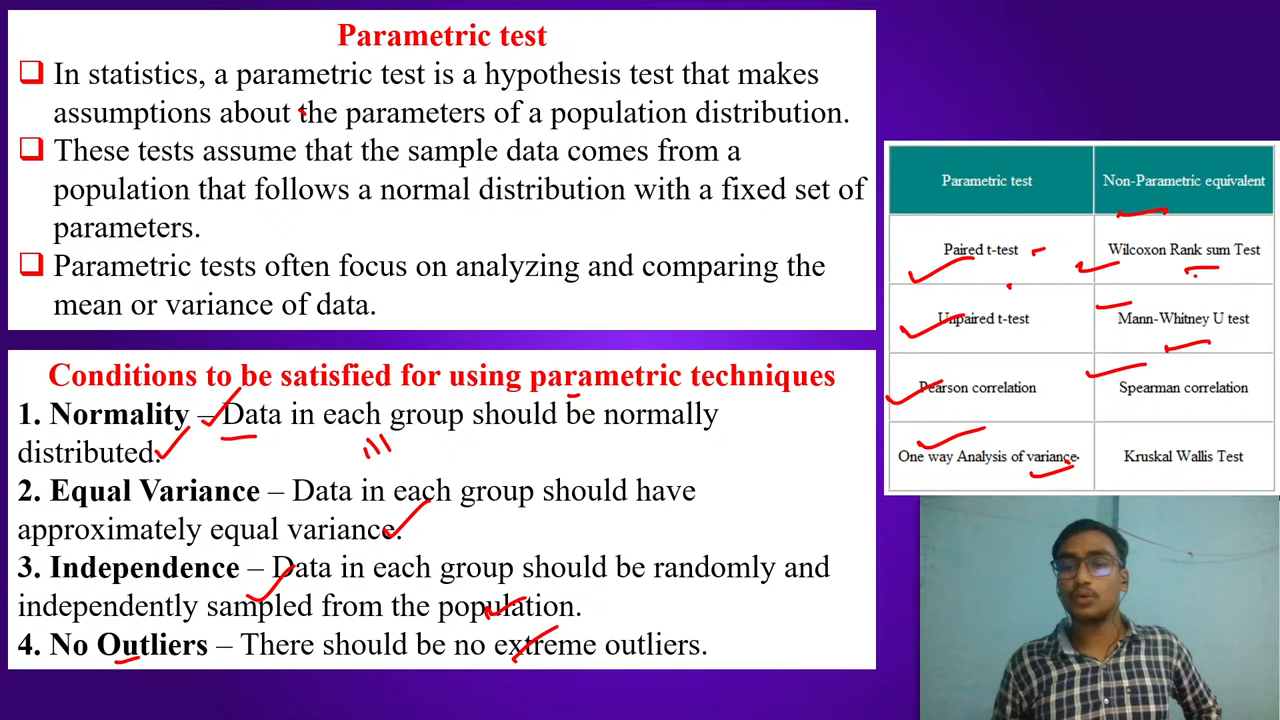 Parametric test
In statistics, a parametric test is a hypothesis test that makes
assumptions about the parameters of a population distribution.
These tests assume that the sample data comes from a
population that follows a normal distribution with a fixed set of
parameters.
Parametric tests often focus on analyzing and comparing the
mean or variance of data.
Conditions to be satisfied for using parametric techniques
1. Normality – Data in each group should be normally
distributed.
2. Equal Variance – Data in each group should have
approximately equal variance.
3. Independence – Data in each group should be randomly and
independently sampled from the population.
4. No Outliers – There should be no extreme outliers.
Parametric test Non-Parametric equivalent
Paired t-test Wilcoxon Rank sum Test
Unpaired t-test Mann-Whitney U test
Pearson correlation Spearman correlation
One way Analysis of variance Kruskal Wallis Test